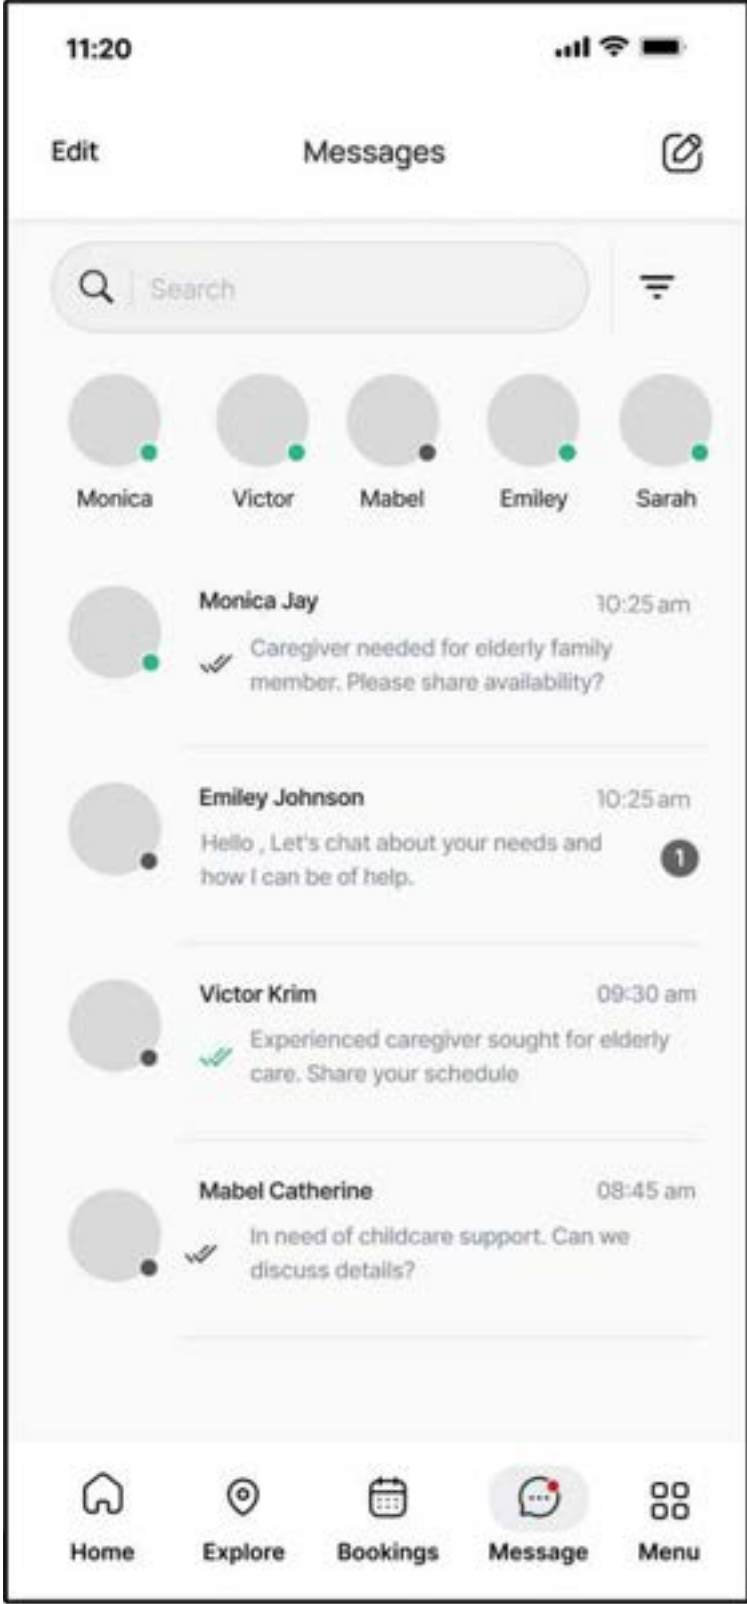 11:20
Edit Messages
Search
Monica Victor Mabel Emiley Sarah
Monica Jay 10:25 am
Caregiver needed for elderly family
member. Please share availability?
Emiley Johnson 10:25 am
Hello , Let's chat about your needs and
how I can be of help.
1
Victor Krim 09:30 am
Experienced caregiver sought for elderly
care. Share your schedule
Mabel Catherine 08:45 am
In need of childcare support. Can we
discuss details?
Home Explore Bookings Message Menu